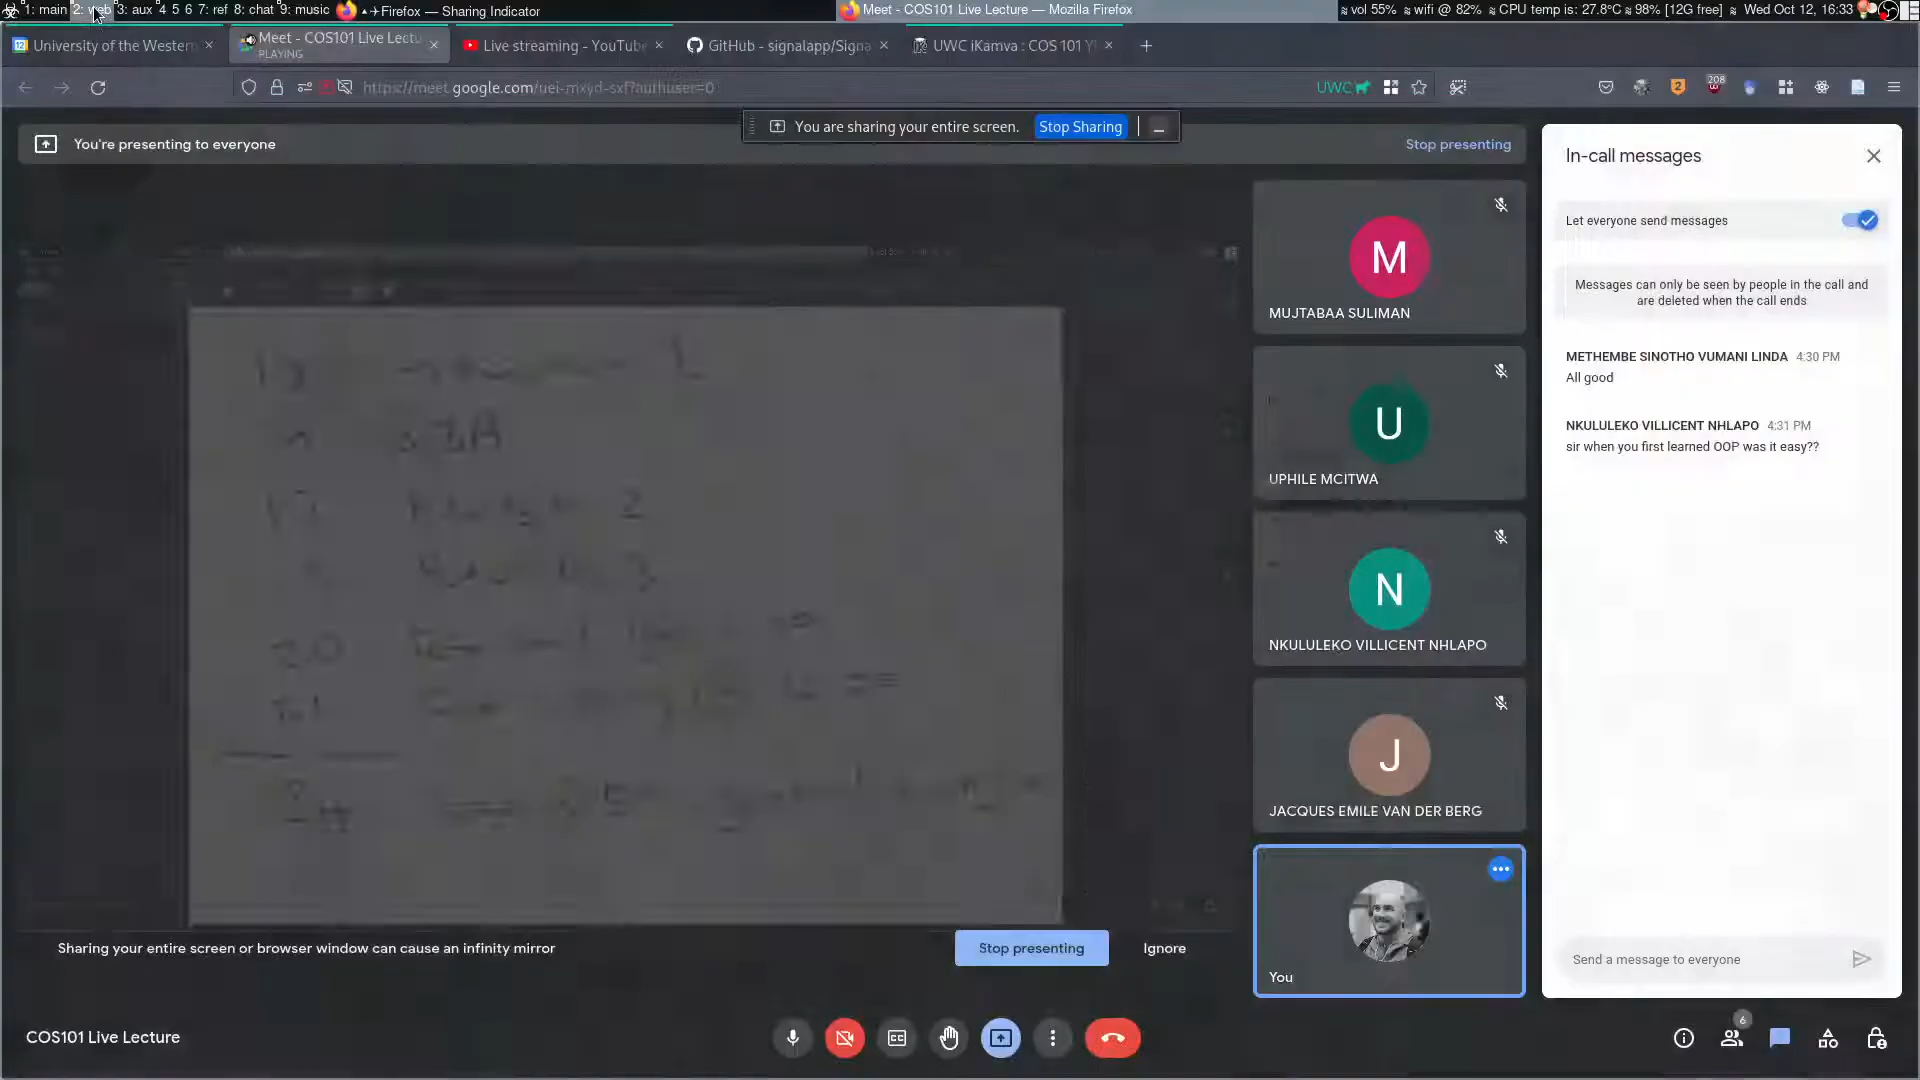 1: main 2: web 3: aux 4 5 6 7: ref 8: chat 9: music Firefox — Sharing Indicator Meet - COS101 Live Lecture — Mozilla Firefox vol 55% wifi @ 82% CPU temp is: 27.8°C 98% [12G free] Wed Oct 12, 16:33
University of the Western Meet - COS101 Live Lectu Live streaming - YouTube GitHub - signalapp/Signa UWC iKamva : COS 101 Y
PLAYING
https://meet.google.com/uei-mxyd-sxf?authuser=0 UWC 2 208
You are sharing your entire screen. Stop Sharing
You're presenting to everyone Stop presenting
In-call messages
Let everyone send messages
Messages can only be seen by people in the call and
are deleted when the call ends
METHEMBE SINOTHO VUMANI LINDA 4:30 PM
All good
NKULULEKO VILLICENT NHLAPO 4:31 PM
sir when you first learned OOP was it easy??
M
MUJTABAA SULIMAN
U
UPHILE MCITWA
N
NKULULEKO VILLICENT NHLAPO
J
JACQUES EMILE VAN DER BERG
You
Sharing your entire screen or browser window can cause an infinity mirror Stop presenting Ignore
Send a message to everyone
COS101 Live Lecture
6